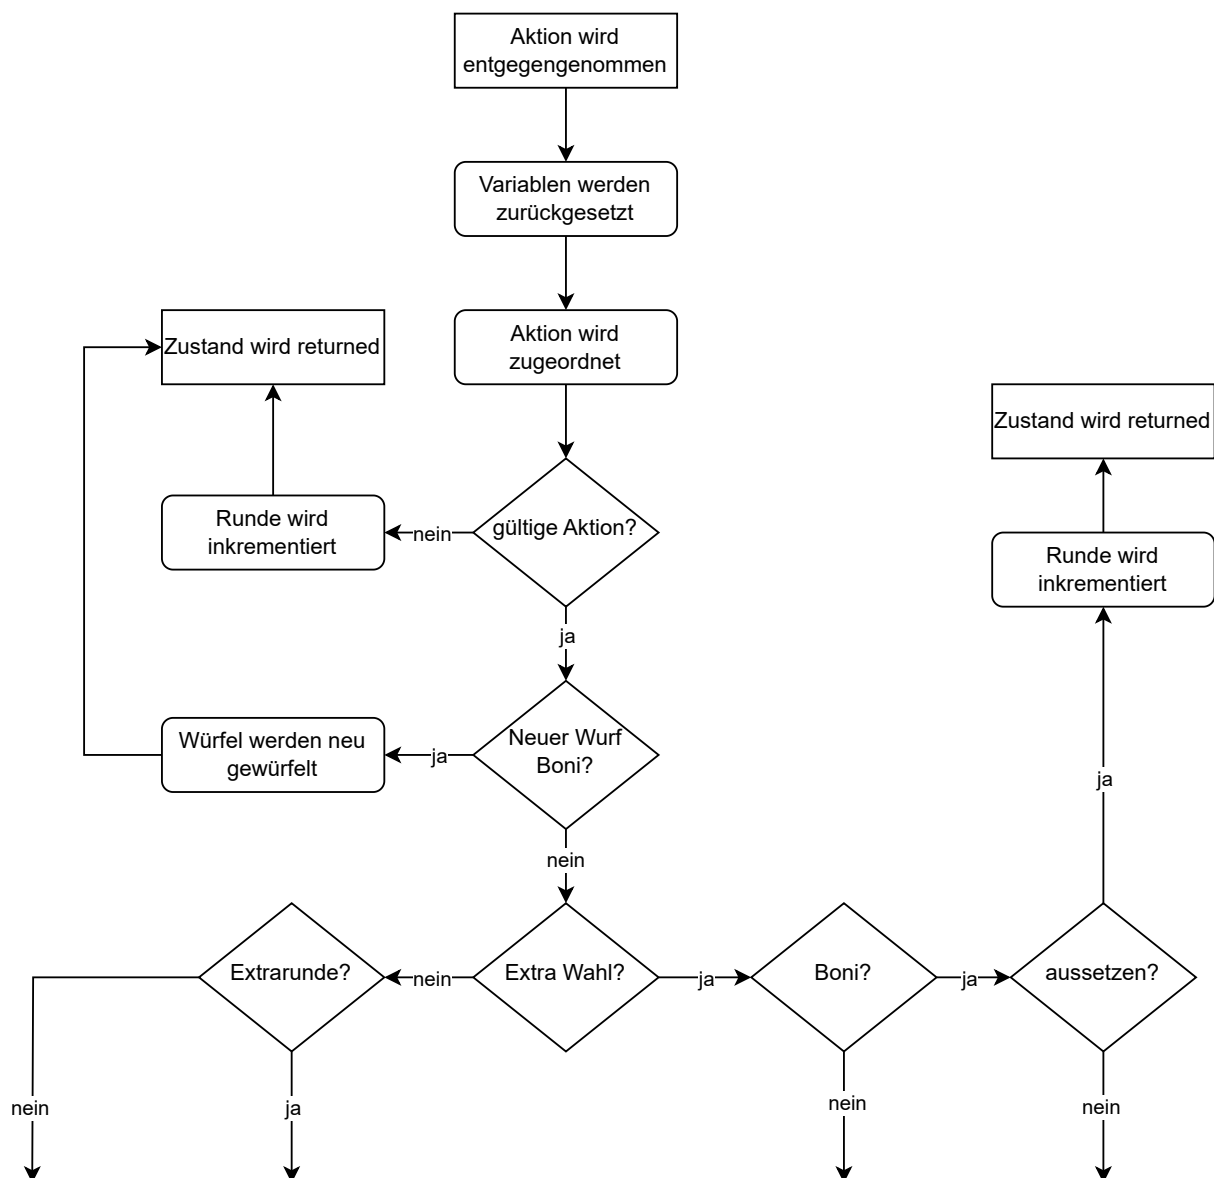 Aktion wird
entgegengenommen
Variablen werden
zurückgesetzt
Aktion wird
zugeordnet
Zustand wird returned
Zustand wird returned
Runde wird
inkrementiert
nein
gültige Aktion?
Runde wird
inkrementiert
ja
Würfel werden neu
gewürfelt
ja
Neuer Wurf
Boni?
ja
nein
Extrarunde?
nein
Extra Wahl?
ja
Boni?
ja
aussetzen?
nein
ja
nein
nein